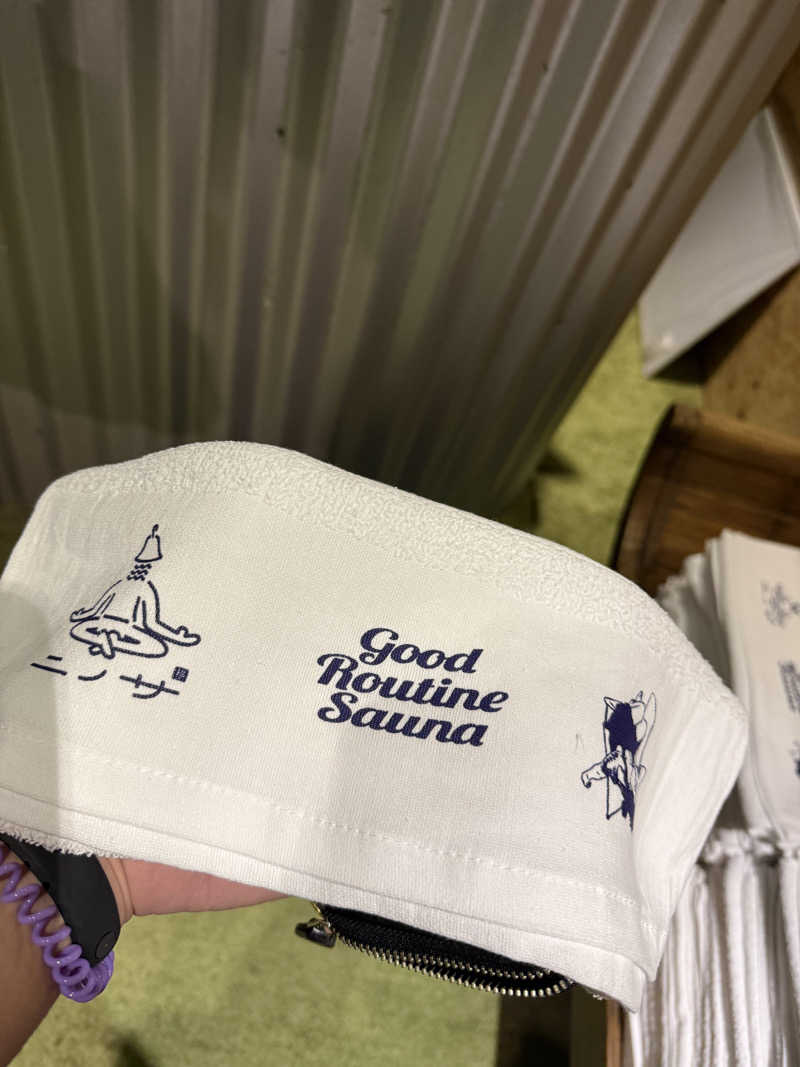 ニノサ
Good
Routine
Sauna